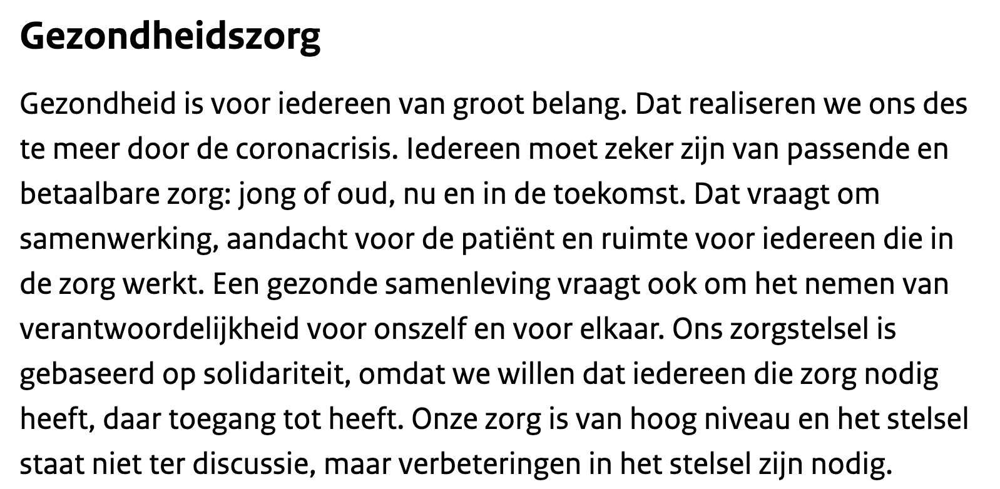 Gezondheidszorg
Gezondheid is voor iedereen van groot belang. Dat realiseren we ons des
te meer door de coronacrisis. Iedereen moet zeker zijn van passende en
betaalbare zorg: jong of oud, nu en in de toekomst. Dat vraagt om
samenwerking, aandacht voor de patiënt en ruimte voor iedereen die in
de zorg werkt. Een gezonde samenleving vraagt ook om het nemen van
verantwoordelijkheid voor onszelf en voor elkaar. Ons zorgstelsel is
gebaseerd op solidariteit, omdat we willen dat iedereen die zorg nodig
heeft, daar toegang tot heeft. Onze zorg is van hoog niveau en het stelsel
staat niet ter discussie, maar verbeteringen in het stelsel zijn nodig.